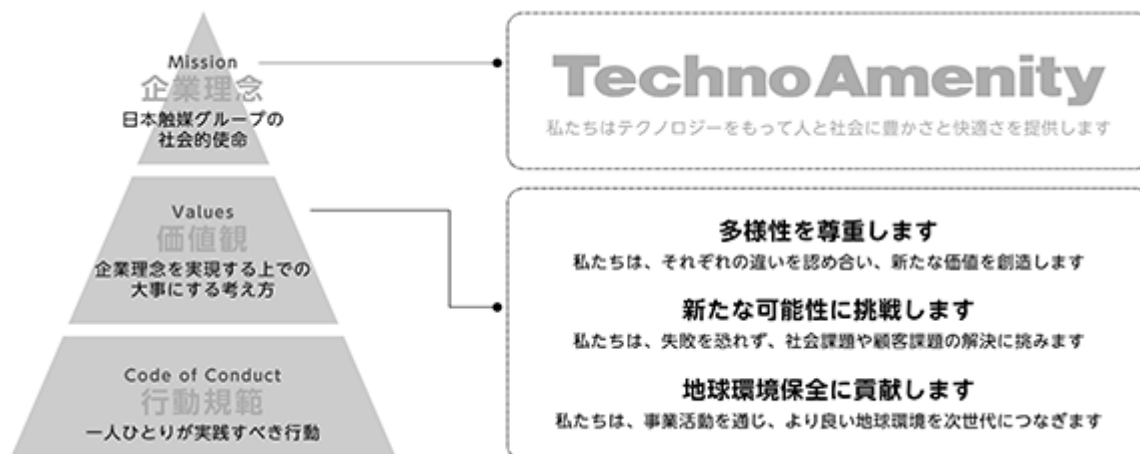 Mission
企業理念
日本触媒グループの
社会的使命
TechnoAmenity
私たちはテクノロジーをもって人と社会に豊かさと快適さを提供します
Values
価値観
企業理念を実現する上での
大事にする考え方
多様性を尊重します
私たちは、それぞれの違いを認め合い、新たな価値を創造します
新たな可能性に挑戦します
私たちは、失敗を恐れず、社会課題や顧客課題の解決に挑みます
地球環境保全に貢献します
私たちは、事業活動を通じ、より良い地球環境を次世代につなぎます
Code of Conduct
行動規範
一人ひとりが実践すべき行動